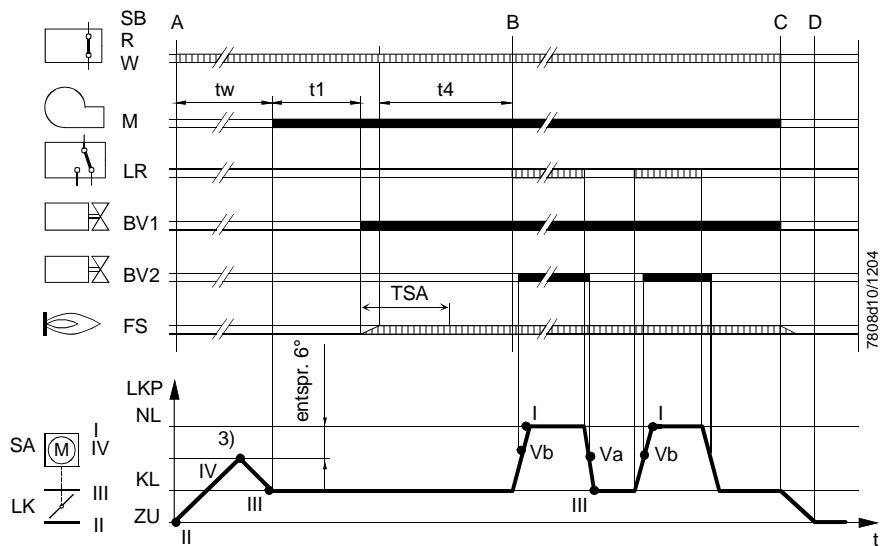 A B C D
SB
R
W
tw t1 t4
M
LR
BV1
BV2
TSA
FS
7808d10/1204
entspr. 6°
LKP
NL
I I
SA M I
IV
3)
IV
Vb Va Vb
KL
III
III III
LK
ZU
II
II
t